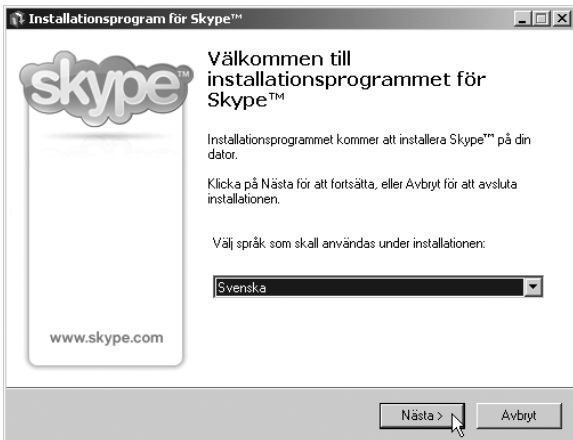 Installationsprogram för Skype™
skype™
Välkommen till
installationsprogrammet för
Skype™
Installationsprogrammet kommer att installera Skype™ på din
dator.
Klicka på Nästa för att fortsätta, eller Avbryt för att avsluta
installationen.
Välj språk som skall användas under installationen:
Svenska
www.skype.com
Nästa >
Avbryt